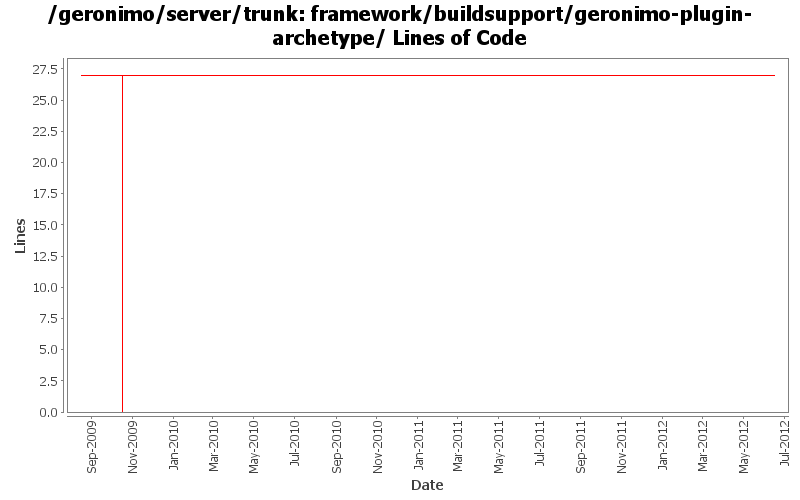 /geronimo/server/trunk: framework/buildsupport/geronimo-plugin-
archetype/ Lines of Code
27.5
25.0
22.5
20.0
17.5
15.0
12.5
10.0
7.5
5.0
2.5
0.0
Lines
Sep-2009
Nov-2009
Jan-2010
Mar-2010
May-2010
Jul-2010
Sep-2010
Nov-2010
Jan-2011
Mar-2011
May-2011
Jul-2011
Sep-2011
Nov-2011
Jan-2012
Mar-2012
May-2012
Jul-2012
Date